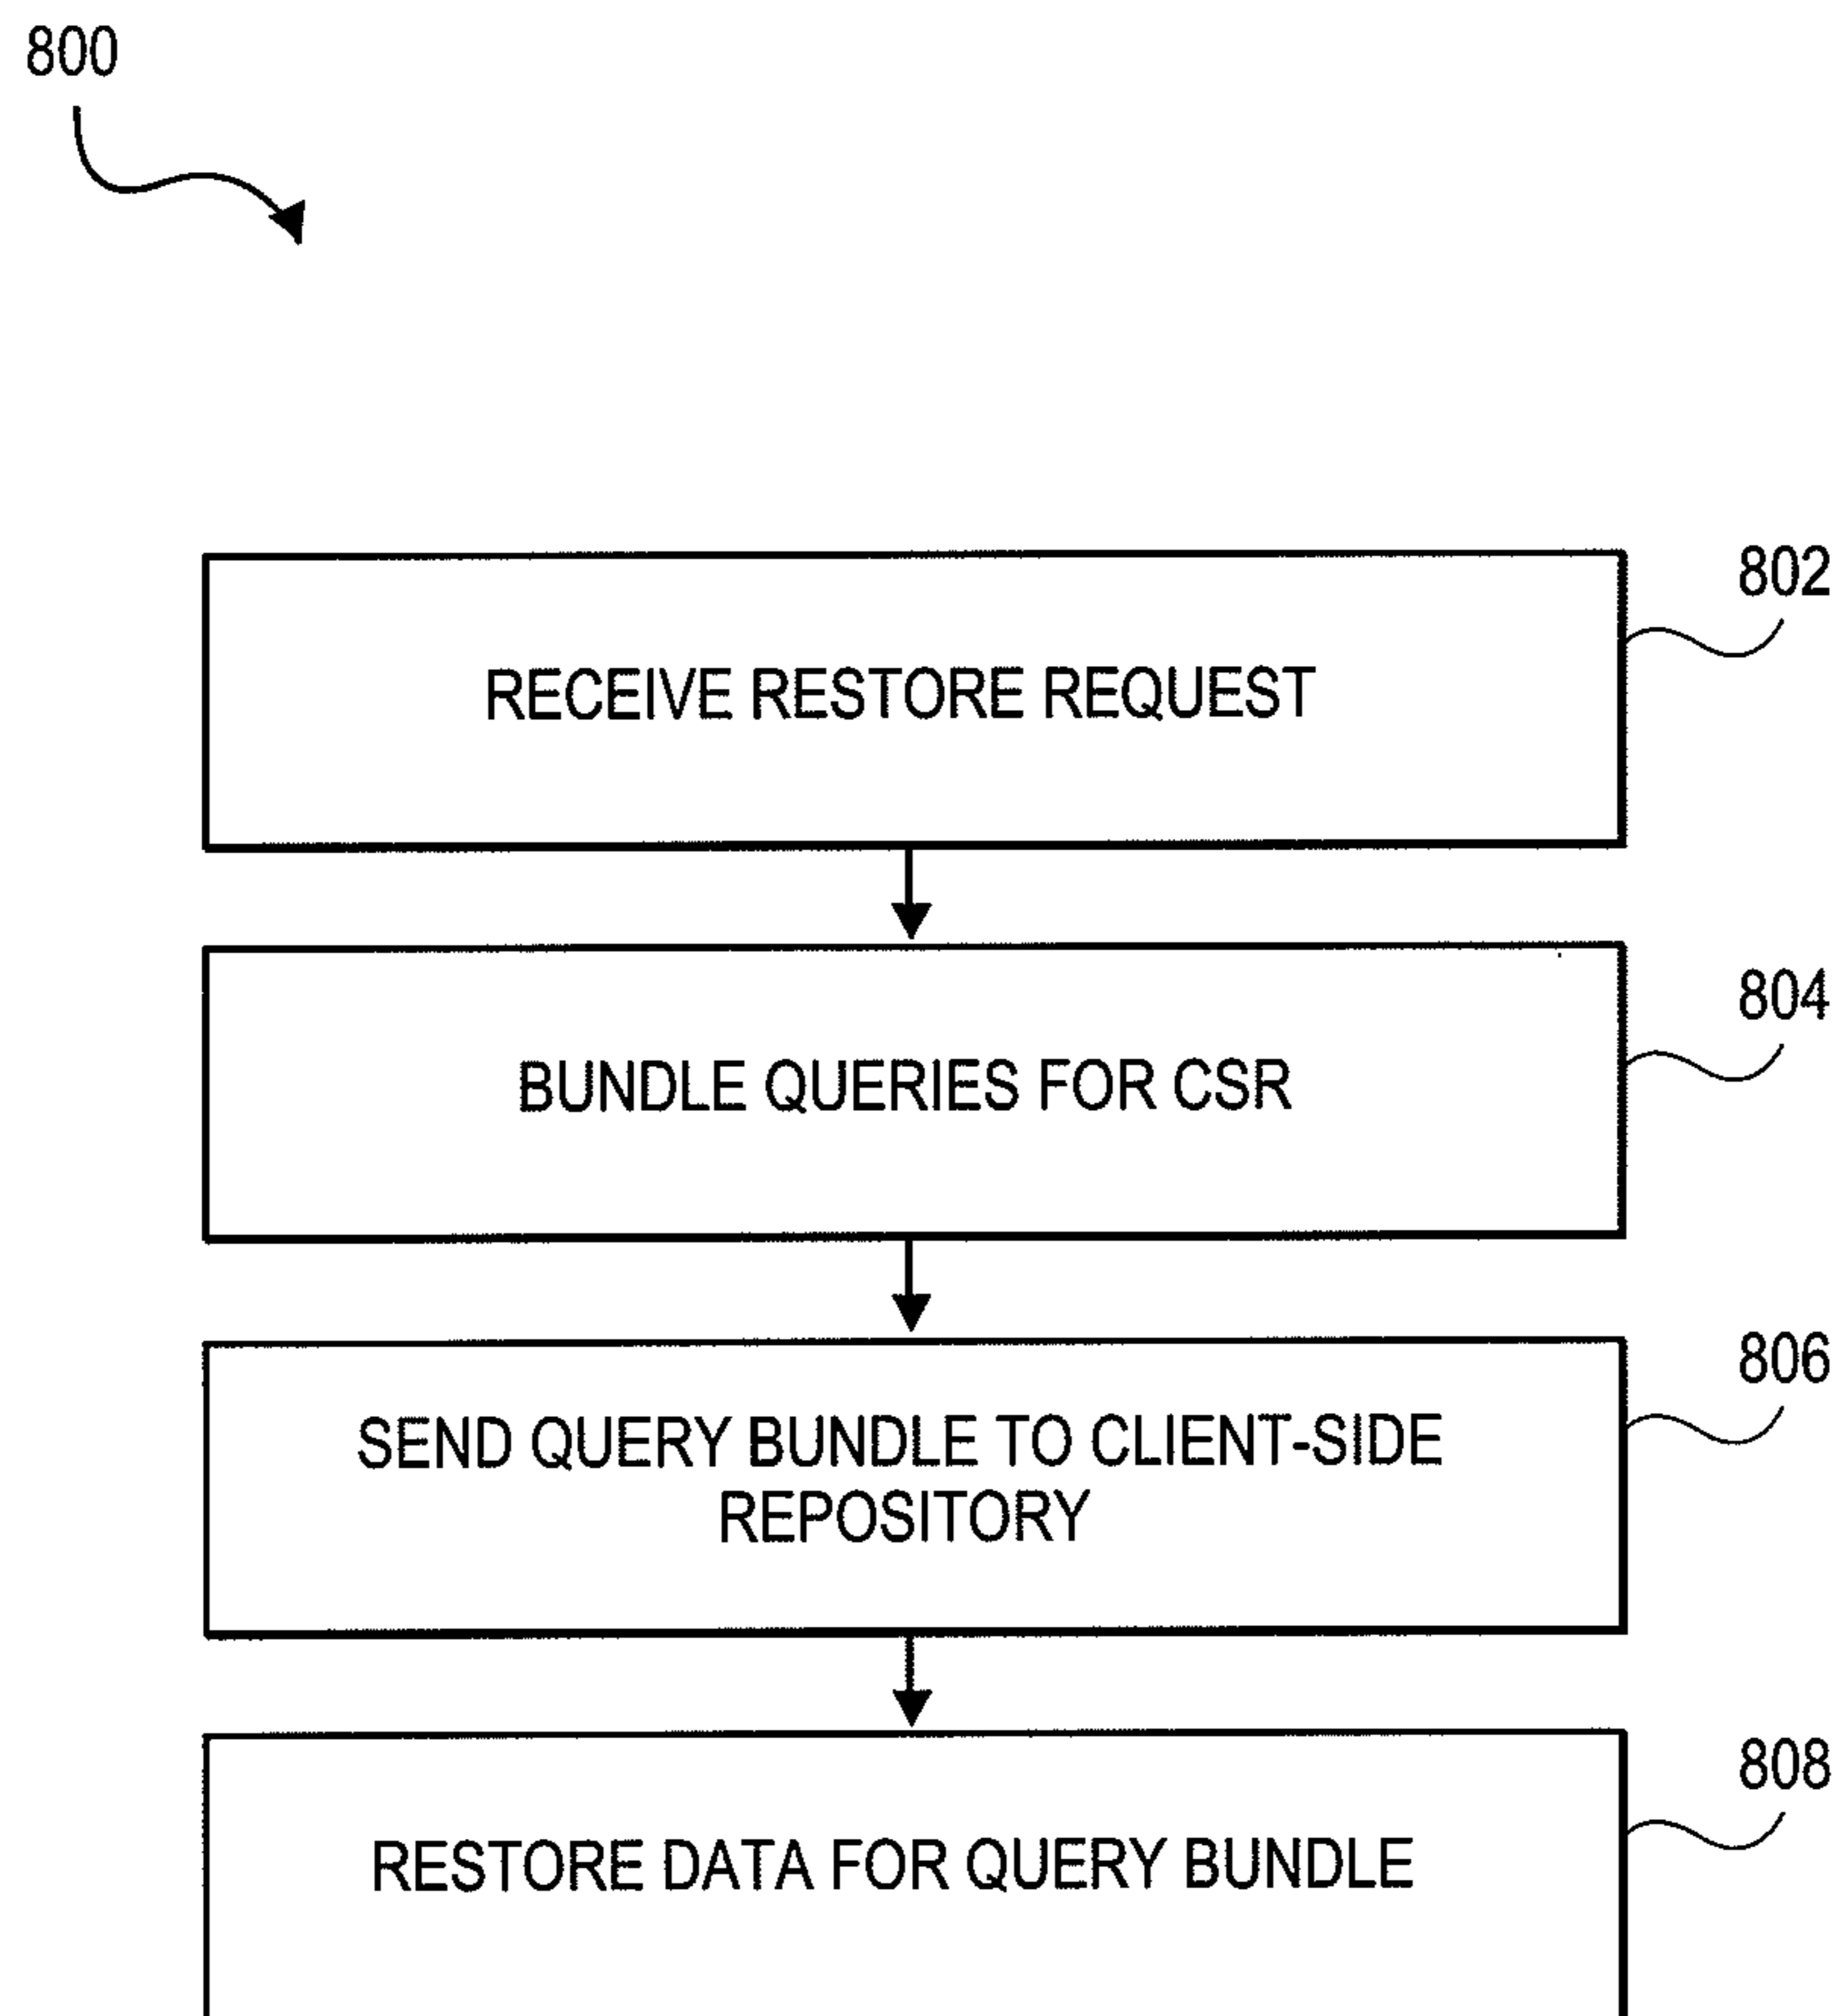 800
802
RECEIVE RESTORE REQUEST
804
BUNDLE QUERIES FOR CSR
806
SEND QUERY BUNDLE TO CLIENT-SIDE
REPOSITORY
808
RESTORE DATA FOR QUERY BUNDLE